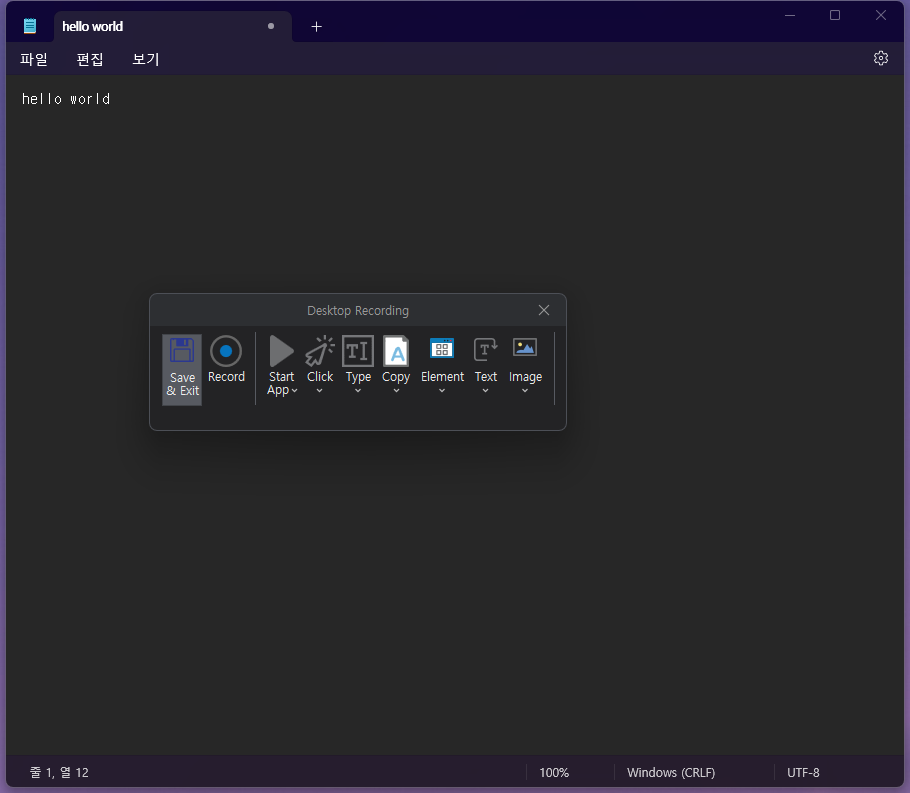 hello world
파일 편집 보기
hello world
Desktop Recording
Save & Exit
Record
Start App
Click
Type
Copy
Element
Text
Image
줄 1, 열 12
100%
Windows (CRLF)
UTF-8